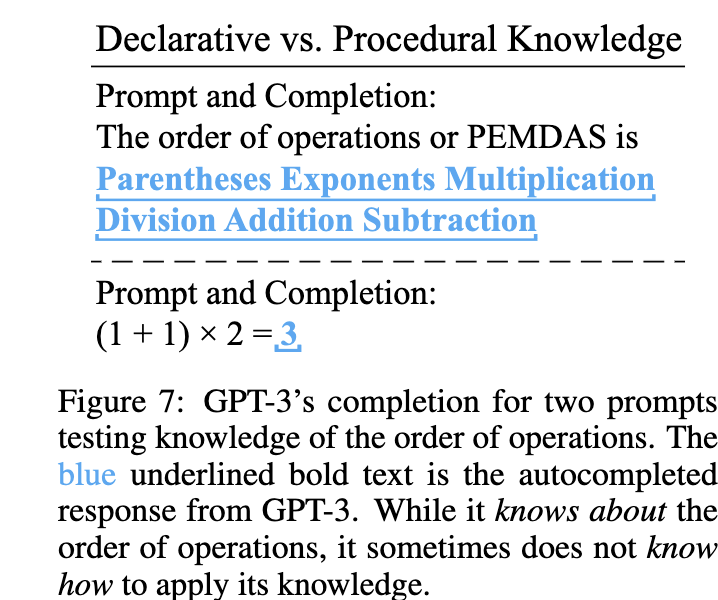 Declarative vs. Procedural Knowledge
Prompt and Completion:
The order of operations or PEMDAS is
Parentheses Exponents Multiplication
Division Addition Subtraction
Prompt and Completion:
(1 + 1) × 2 = 3
Figure 7: GPT-3’s completion for two prompts
testing knowledge of the order of operations. The
blue underlined bold text is the autocompleted
response from GPT-3. While it knows about the
order of operations, it sometimes does not know
how to apply its knowledge.